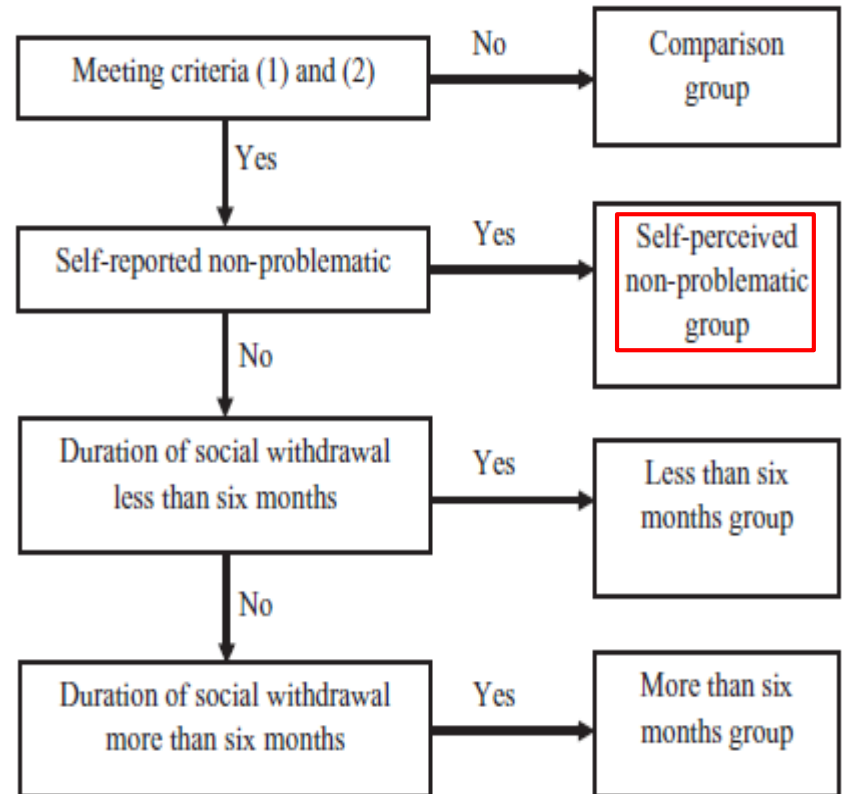 Meeting criteria (1) and (2)
No
Comparison
group
Yes
Self-reported non-problematic
Yes
Self-perceived
non-problematic
group
No
Duration of social withdrawal
less than six months
Yes
Less than six
months group
No
Duration of social withdrawal
more than six months
Yes
More than six
months group